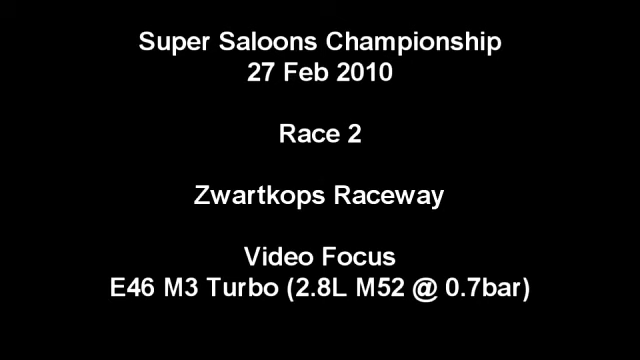 Super Saloons Championship
27 Feb 2010
Race 2
Zwartkops Raceway
Video Focus
E46 M3 Turbo (2.8L M52 @ 0.7bar)